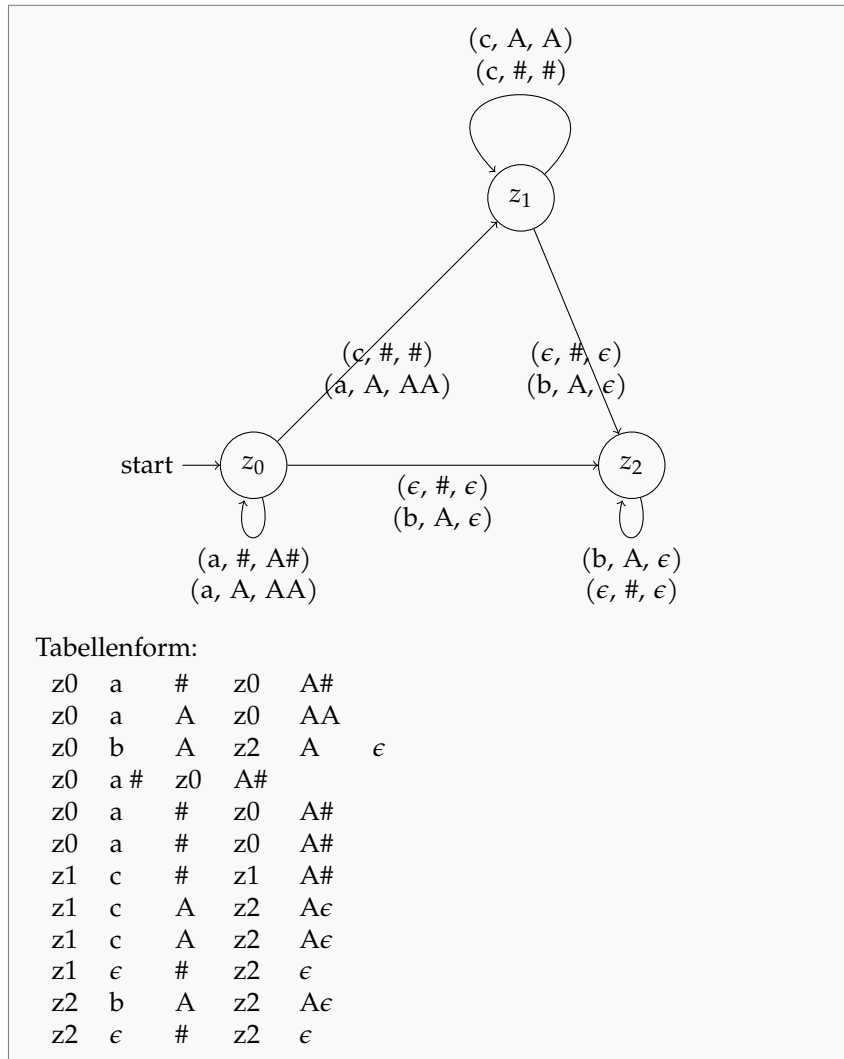 (c, A, A)
(c, #, #)
z1
(c, #, #)
(a, A, AA)
(ϵ, #, ϵ)
(b, A, ϵ)
start
z0
z2
(ϵ, #, ϵ)
(b, A, ϵ)
(a, #, A#)
(a, A, AA)
(b, A, ϵ)
(ϵ, #, ϵ)
Tabellenform:
z0 a # z0 A#
z0 a A z0 AA
z0 b A z2 A ϵ
z0 a # z0 A#
z0 a # z0 A#
z0 a # z0 A#
z1 c # z1 A#
z1 c A z2 Aϵ
z1 c A z2 Aϵ
z1 ϵ # z2 ϵ
z2 b A z2 Aϵ
z2 ϵ # z2 ϵ